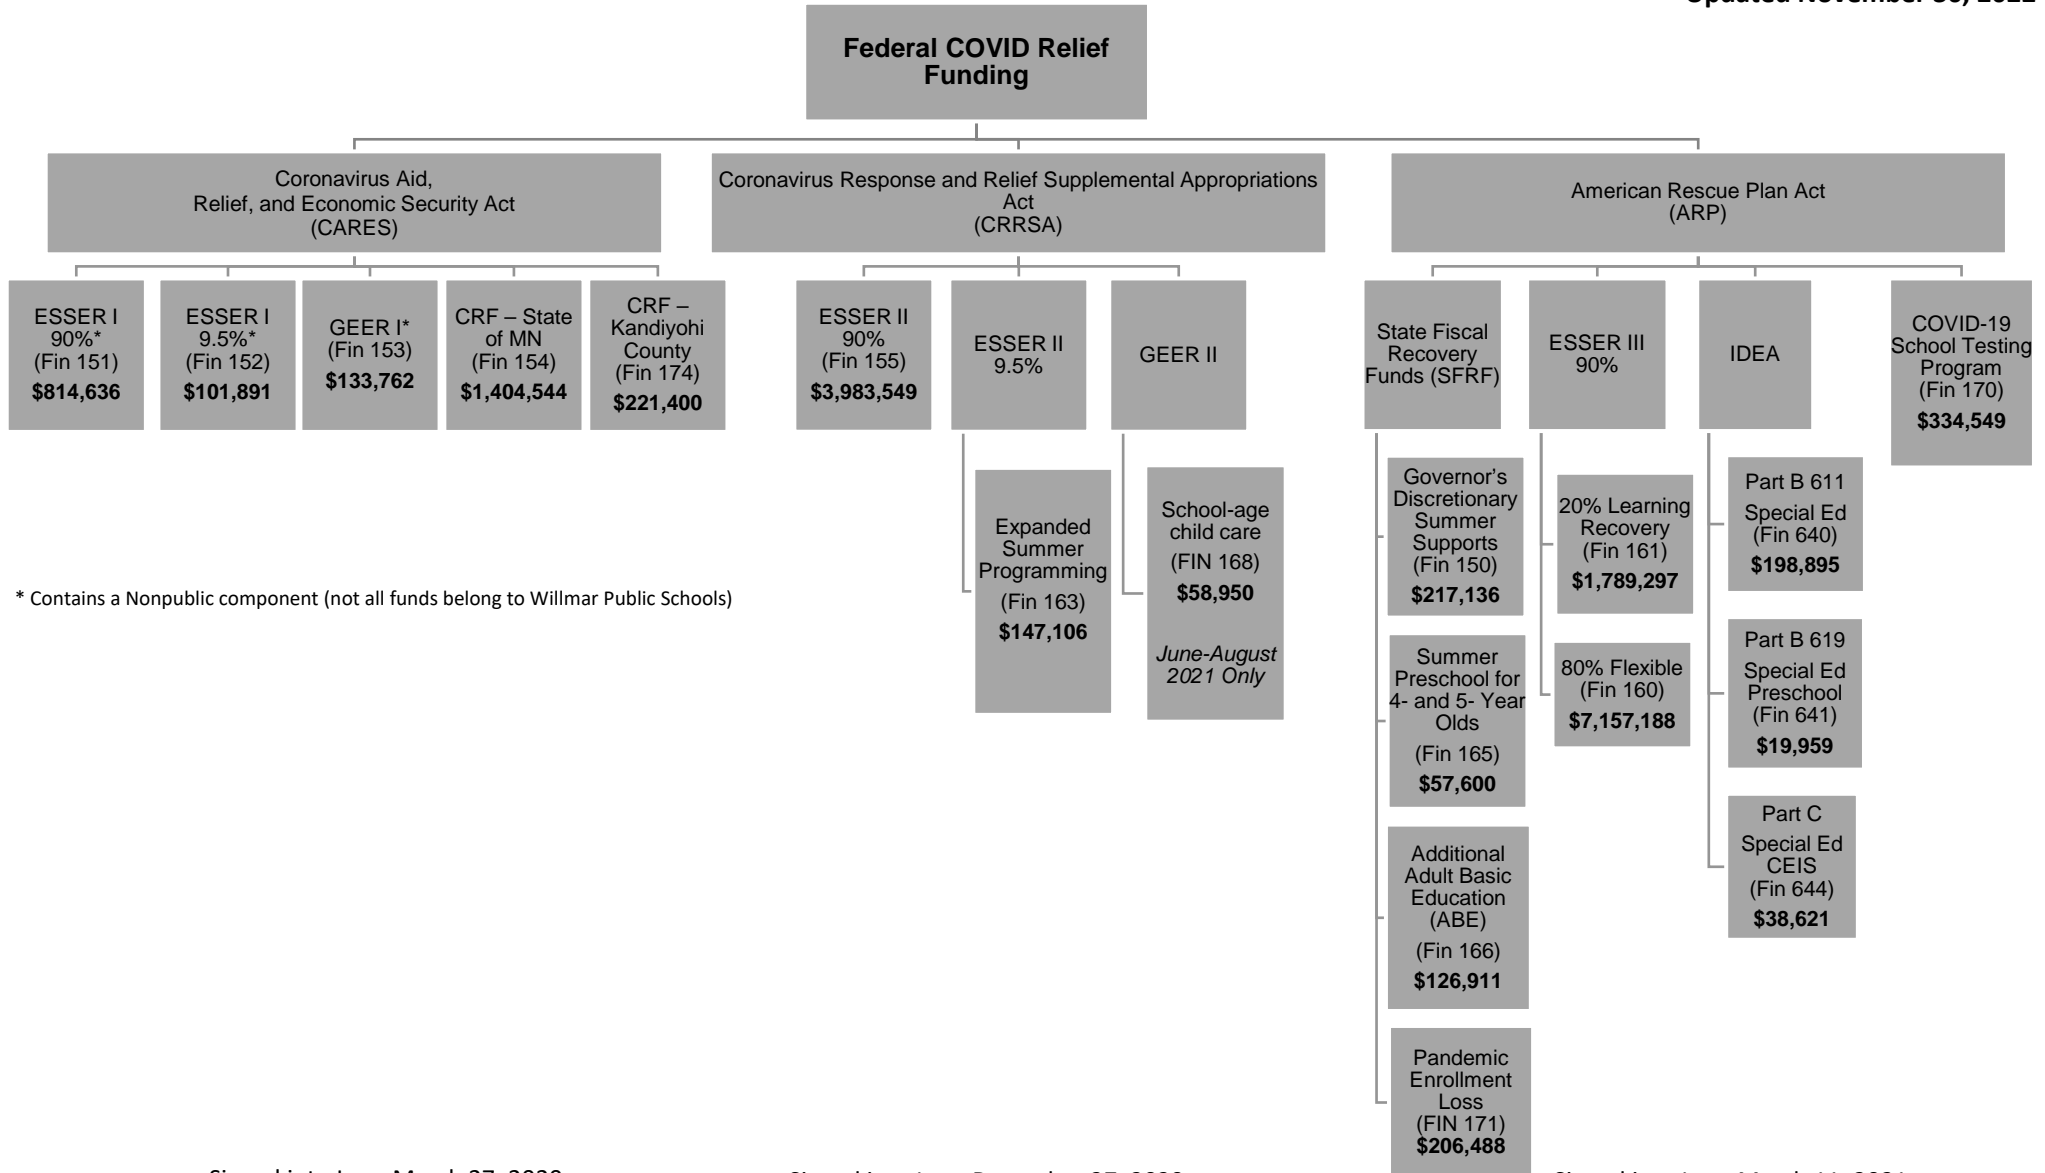 Federal COVID Relief
Funding
Coronavirus Aid,
Relief, and Economic Security Act
(CARES)
Coronavirus Response and Relief Supplemental Appropriations
Act
(CRRSA)
American Rescue Plan Act
(ARP)
ESSER I
90%*
(Fin 151)
$814,636
ESSER I
9.5%*
(Fin 152)
$101,891
GEER I*
(Fin 153)
$133,762
CRF – State
of MN
(Fin 154)
$1,404,544
CRF –
Kandiyohi
County
(Fin 174)
$221,400
ESSER II
90%
(Fin 155)
$3,983,549
ESSER II
9.5%
GEER II
State Fiscal
Recovery
Funds (SFRF)
ESSER III
90%
IDEA
COVID-19
School Testing
Program
(Fin 170)
$334,549
Expanded
Summer
Programming
(Fin 163)
$147,106
School-age
child care
(FIN 168)
$58,950
June-August
2021 Only
Governor’s
Discretionary
Summer
Supports
(Fin 150)
$217,136
Summer
Preschool for
4- and 5- Year
Olds
(Fin 165)
$57,600
Additional
Adult Basic
Education
(ABE)
(Fin 166)
$126,911
Pandemic
Enrollment
Loss
(FIN 171)
$206,488
20% Learning
Recovery
(Fin 161)
$1,789,297
80% Flexible
(Fin 160)
$7,157,188
Part B 611
Special Ed
(Fin 640)
$198,895
Part B 619
Special Ed
Preschool
(Fin 641)
$19,959
Part C
Special Ed
CEIS
(Fin 644)
$38,621
* Contains a Nonpublic component (not all funds belong to Willmar Public Schools)